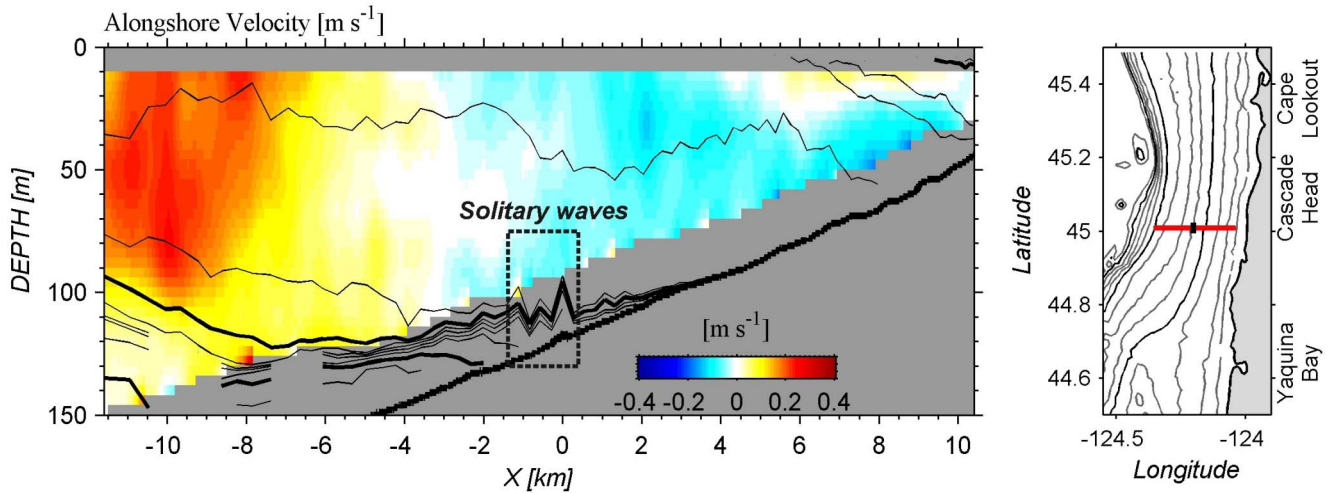 Alongshore Velocity [m s⁻¹]
0
50
100
150
DEPTH [m]
Solitary waves
[m s⁻¹]
-0.4 -0.2 0 0.2 0.4
-10 -8 -6 -4 -2 0 2 4 6 8 10
X [km]
45.4
45.2
45
44.8
44.6
Latitude
-124.5 -124
Longitude
Cape
Lookout
Cascade
Head
Yaquina
Bay